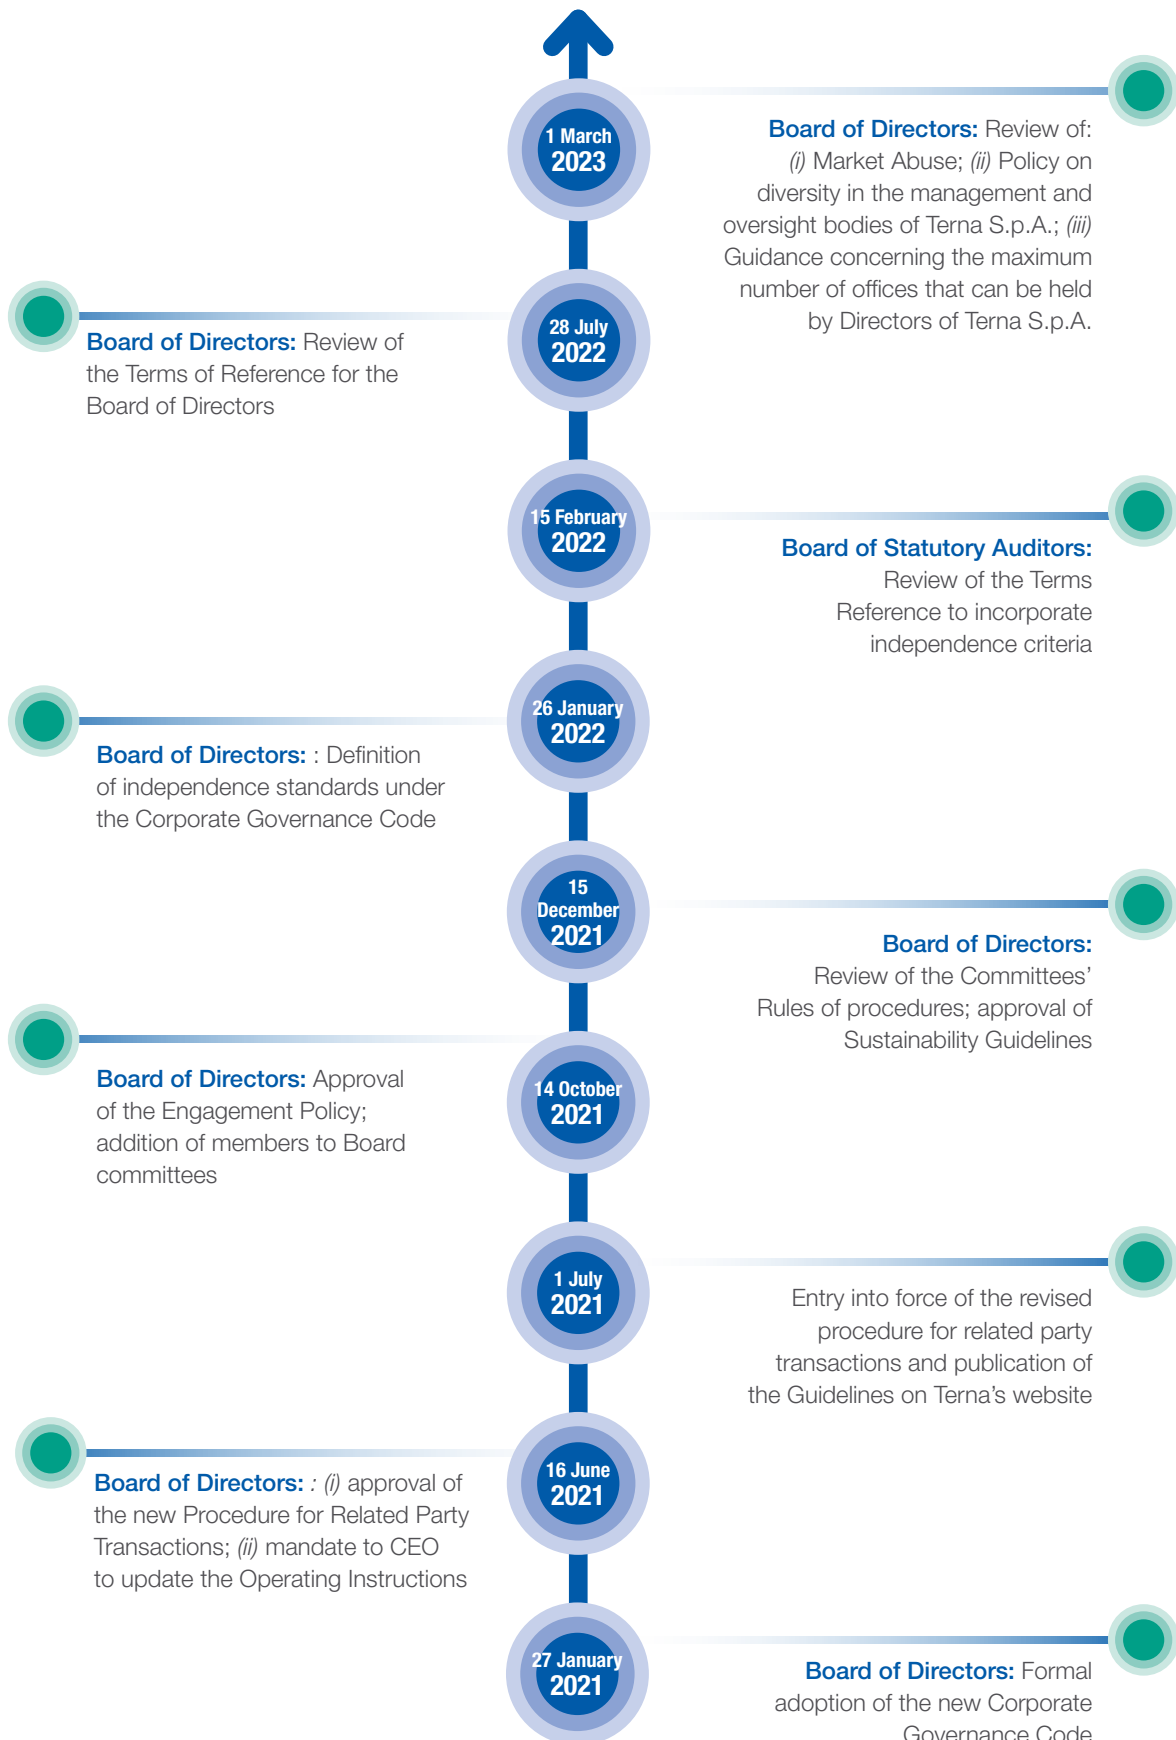 1 March
2023
Board of Directors: Review of:
(i) Market Abuse; (ii) Policy on
diversity in the management and
oversight bodies of Terna S.p.A.; (iii)
Guidance concerning the maximum
number of offices that can be held
by Directors of Terna S.p.A.
28 July
2022
Board of Directors: Review of
the Terms of Reference for the
Board of Directors
15 February
2022
Board of Statutory Auditors:
Review of the Terms
Reference to incorporate
independence criteria
26 January
2022
Board of Directors: : Definition
of independence standards under
the Corporate Governance Code
15
December
2021
Board of Directors:
Review of the Committees’
Rules of procedures; approval of
Sustainability Guidelines
14 October
2021
Board of Directors: Approval
of the Engagement Policy;
addition of members to Board
committees
1 July
2021
Entry into force of the revised
procedure for related party
transactions and publication of
the Guidelines on Terna’s website
16 June
2021
Board of Directors: : (i) approval of
the new Procedure for Related Party
Transactions; (ii) mandate to CEO
to update the Operating Instructions
27 January
2021
Board of Directors: Formal
adoption of the new Corporate
Governance Code